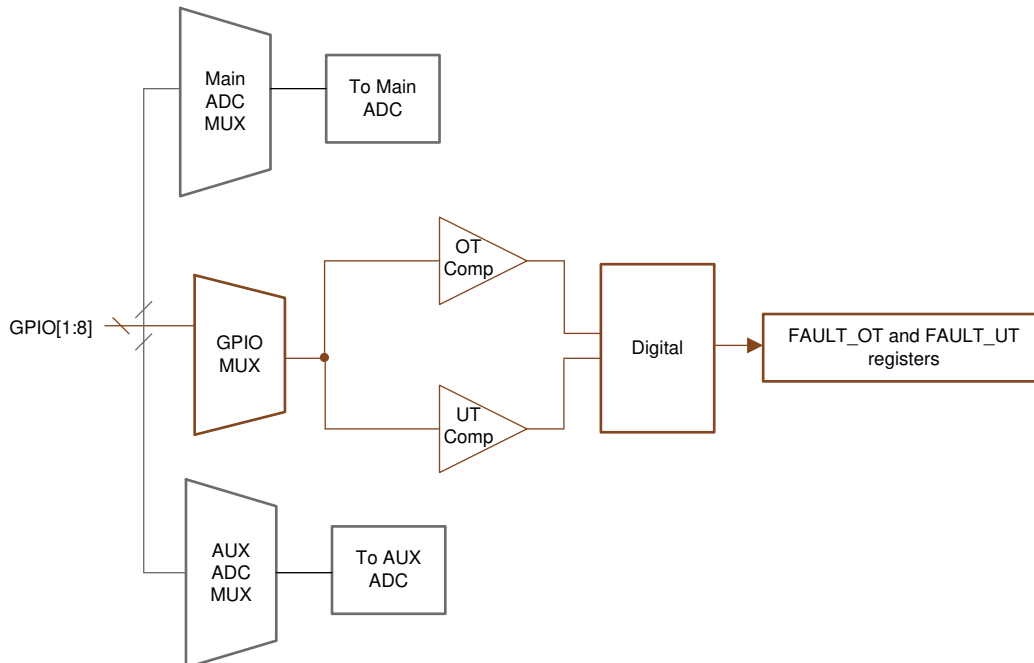 Main
ADC
MUX
To Main
ADC
OT
Comp
GPIO[1:8]
GPIO
MUX
Digital
FAULT_OT and FAULT_UT
registers
UT
Comp
AUX
ADC
MUX
To AUX
ADC